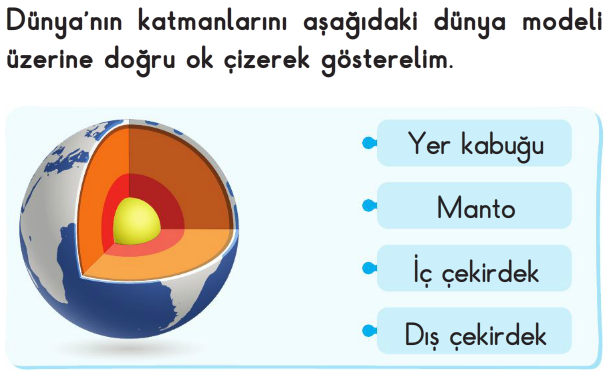 Dünya'nın katmanlarını aşağıdaki dünya modeli
üzerine doğru ok çizerek gösterelim.
Yer kabuğu
Manto
İç çekirdek
Dış çekirdek